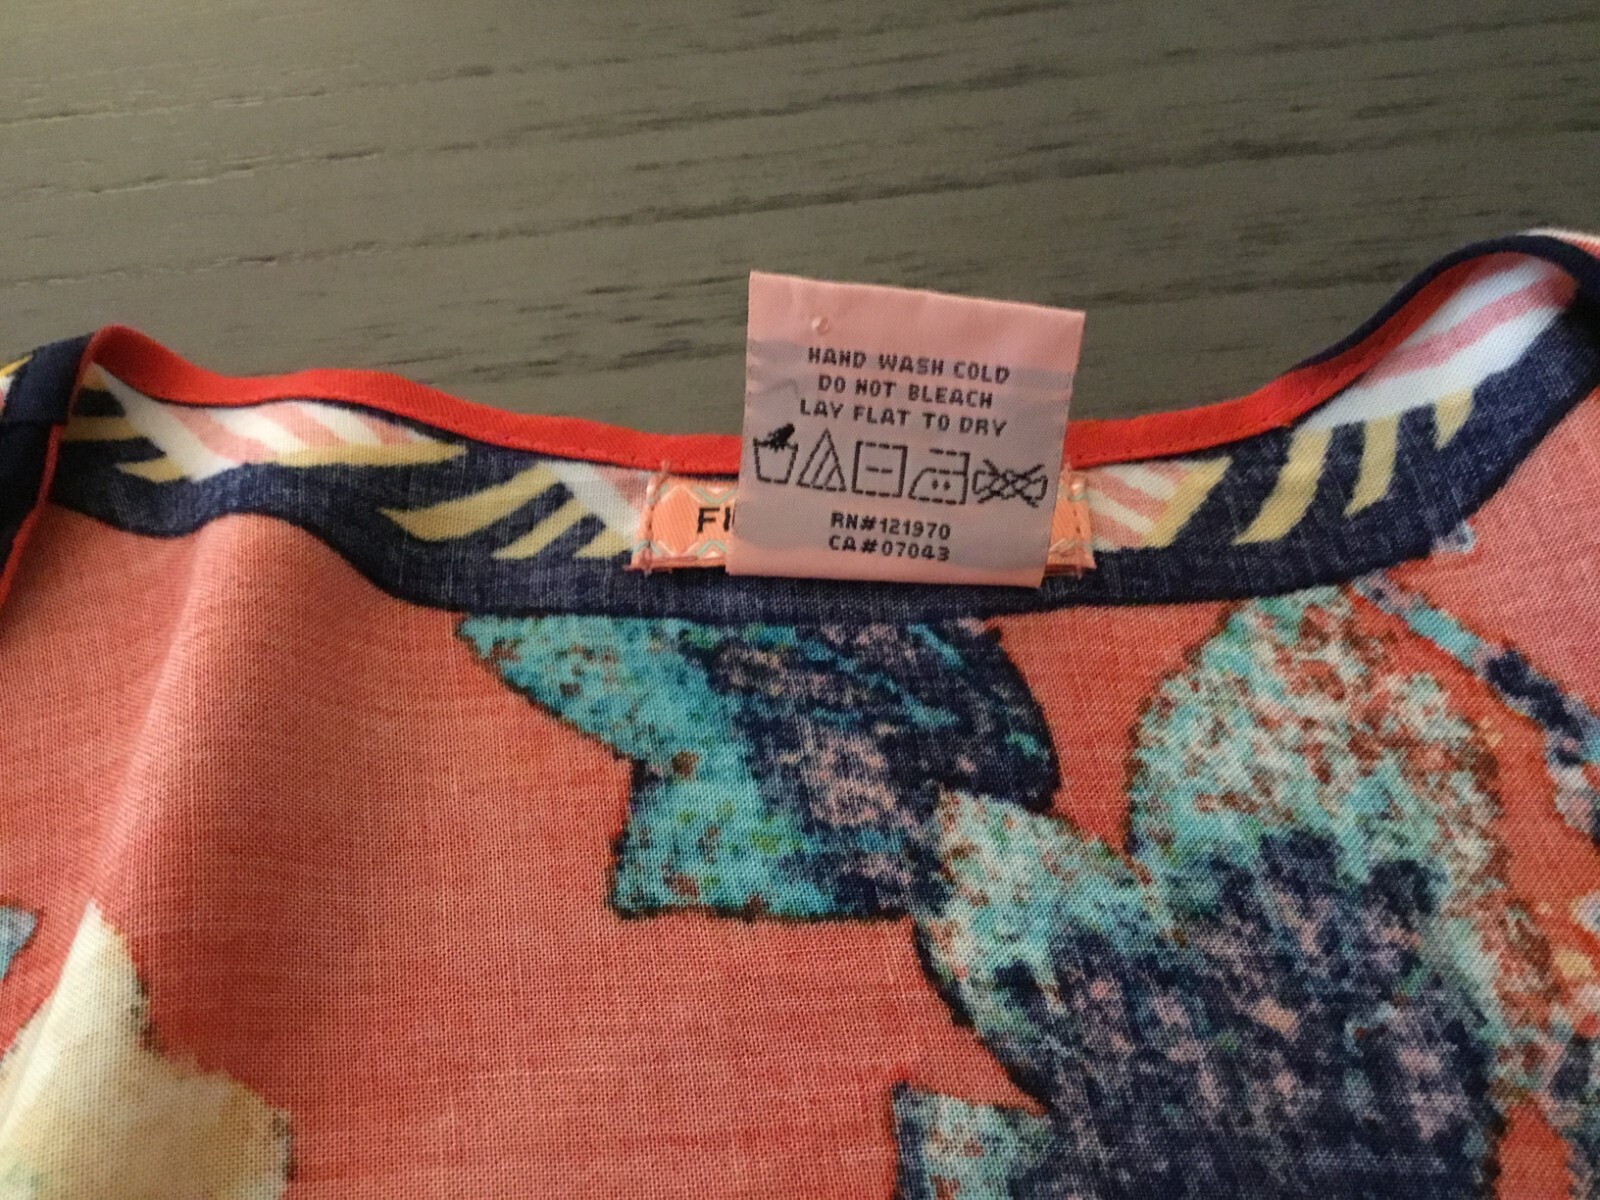 HAND WASH COLD
DO NOT BLEACH
LAY FLAT TO DRY
RN#121970
CA#07043